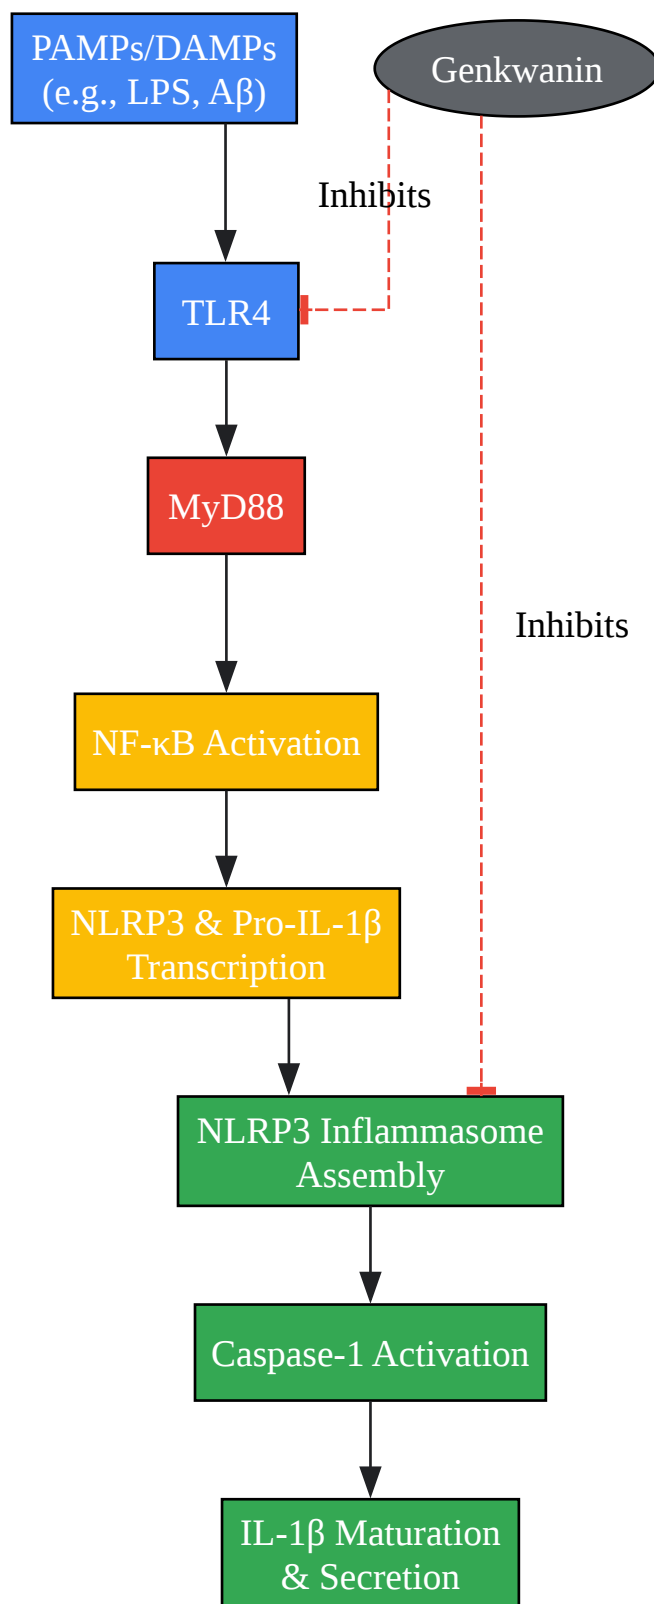 PAMPs/DAMPs
(e.g., LPS, Aβ)
Genkwanin
Inhibits
TLR4
MyD88
Inhibits
NF-κB Activation
NLRP3 & Pro-IL-1β
Transcription
NLRP3 Inflammasome
Assembly
Caspase-1 Activation
IL-1β Maturation
& Secretion